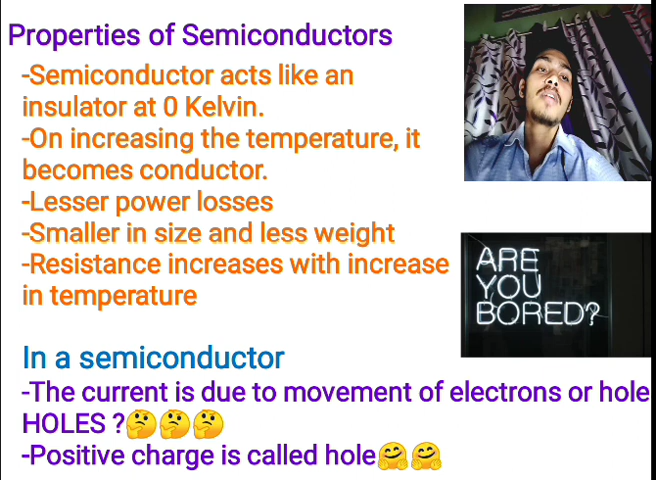 Properties of Semiconductors
-Semiconductor acts like an
insulator at 0 Kelvin.
-On increasing the temperature, it
becomes conductor.
-Lesser power losses
-Smaller in size and less weight
-Resistance increases with increase
in temperature
ARE
YOU
BORED?
In a semiconductor
-The current is due to movement of electrons or hole
HOLES ?🤔🤔🤔
-Positive charge is called hole🤗🤗